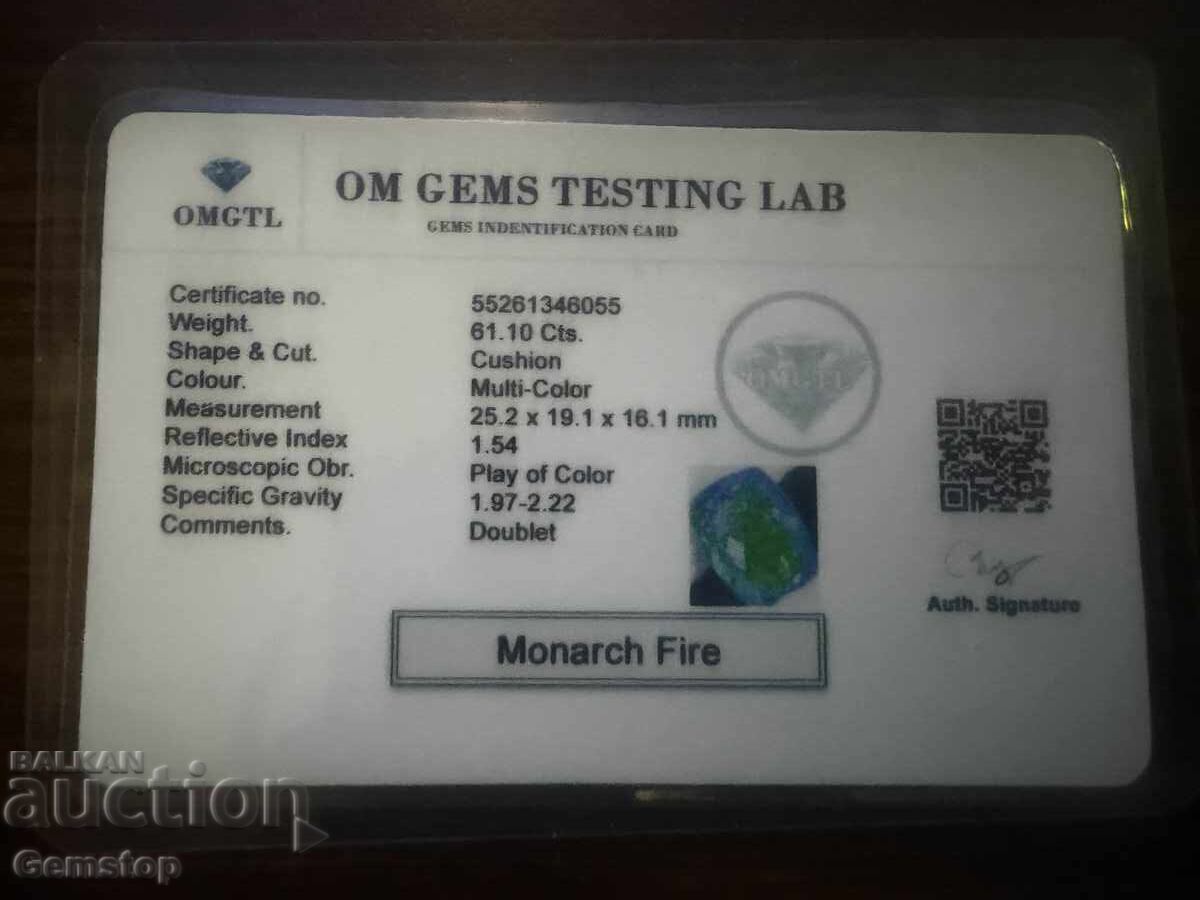 OMGTL
OM GEMS TESTING LAB
GEMS INDENTIFICATION CARD
Certificate no. 55261346055
Weight. 61.10 Cts.
Shape & Cut. Cushion
Colour. Multi-Color
Measurement 25.2 x 19.1 x 16.1 mm
Reflective Index 1.54
Microscopic Obr. Play of Color
Specific Gravity 1.97-2.22
Comments. Doublet
OMGTL
Auth. Signature
Monarch Fire
BALKAN
auction
Gemstop